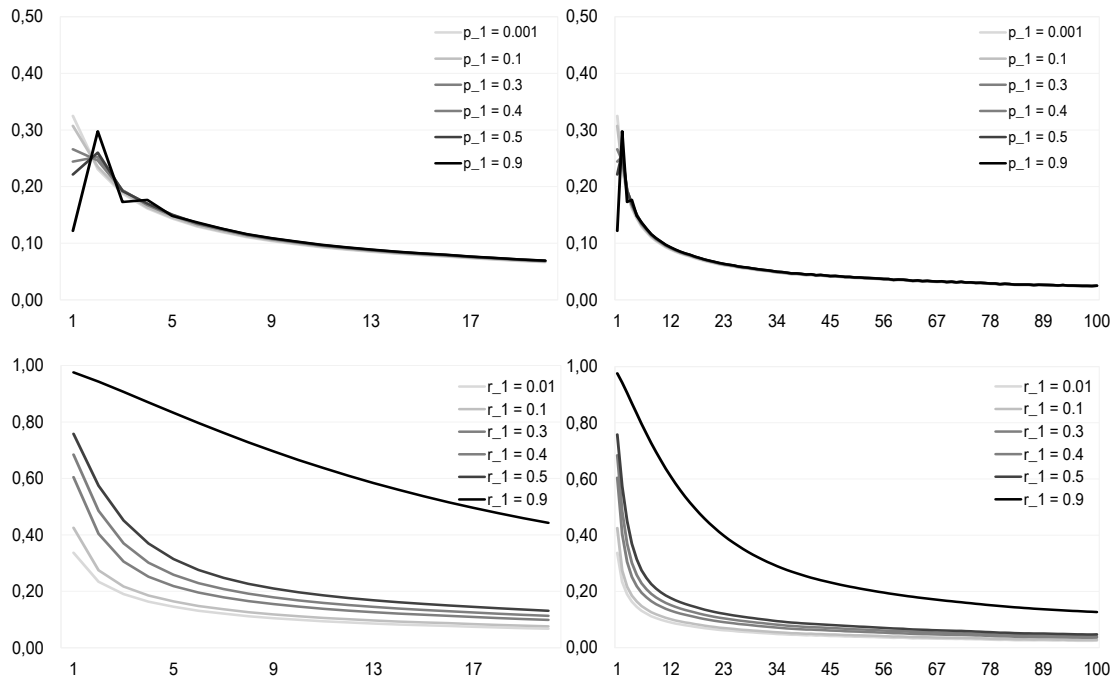 0,50
p_1 = 0.001
p_1 = 0.1
p_1 = 0.3
p_1 = 0.4
p_1 = 0.5
p_1 = 0.9
0,40
0,30
0,20
0,10
0,00
1 5 9 13 17
0,50
p_1 = 0.001
p_1 = 0.1
p_1 = 0.3
p_1 = 0.4
p_1 = 0.5
p_1 = 0.9
0,40
0,30
0,20
0,10
0,00
1 12 23 34 45 56 67 78 89 100
1,00
r_1 = 0.01
r_1 = 0.1
r_1 = 0.3
r_1 = 0.4
r_1 = 0.5
r_1 = 0.9
0,80
0,60
0,40
0,20
0,00
1 5 9 13 17
1,00
r_1 = 0.01
r_1 = 0.1
r_1 = 0.3
r_1 = 0.4
r_1 = 0.5
r_1 = 0.9
0,80
0,60
0,40
0,20
0,00
1 12 23 34 45 56 67 78 89 100